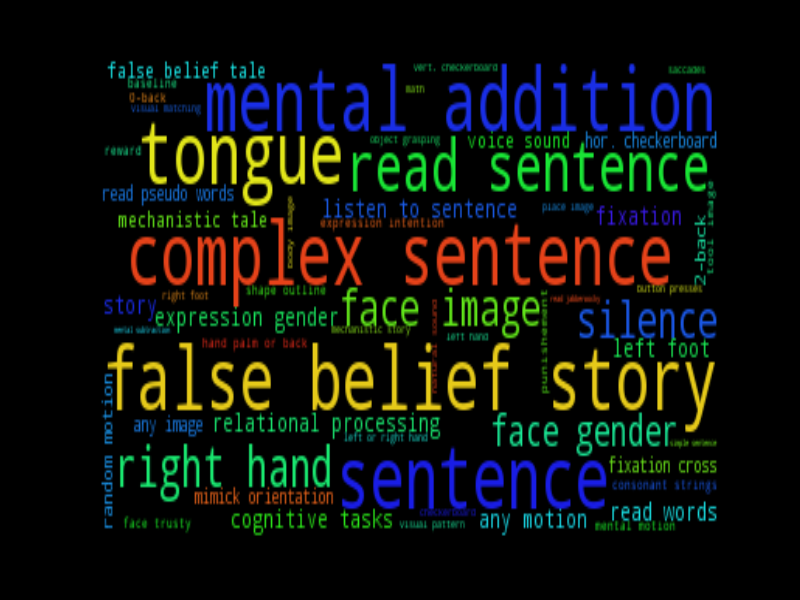 false belief tale
vert. checkerboard
saccades
baseline
math
0-back
visual matching
mental addition
reward
tongue
object grasping
voice sound
hor. checkerboard
read sentence
read pseudo words
body image
listen to sentence
place image
fixation
tool image
mechanistic tale
expression intention
2-back
complex sentence
button presses
story
right foot
shape outline
face image
read jabberwocky
expression gender
mechanistic story
natural sound
left hand
punishement
silence
mental subtraction
hand palm or back
left foot
false belief story
random motion
any image
relational processing
left or right hand
face gender
simple sentence
right hand
sentence
fixation cross
consonant strings
mimick orientation
face trusty
cognitive tasks
visual pattern
checkerboard
any motion
read words
mental motion